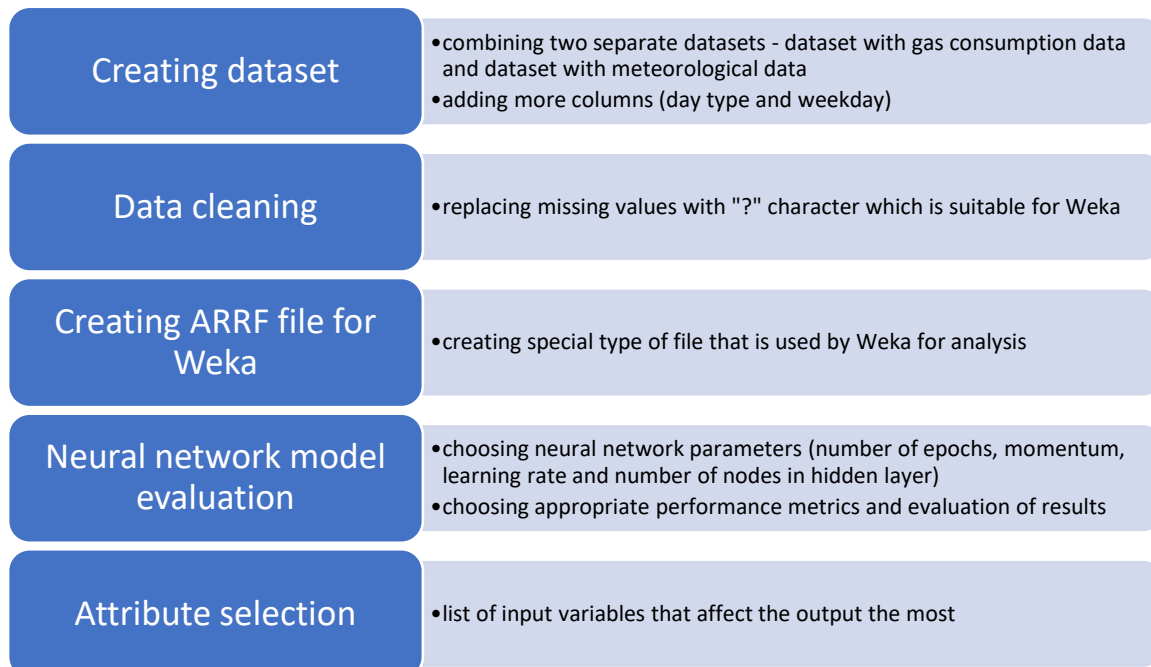 Creating dataset
•combining two separate datasets - dataset with gas consumption data
and dataset with meteorological data
•adding more columns (day type and weekday)
Data cleaning
•replacing missing values with "?" character which is suitable for Weka
Creating ARRF file for
Weka
•creating special type of file that is used by Weka for analysis
Neural network model
evaluation
•choosing neural network parameters (number of epochs, momentum,
learning rate and number of nodes in hidden layer)
•choosing appropriate performance metrics and evaluation of results
Attribute selection
•list of input variables that affect the output the most